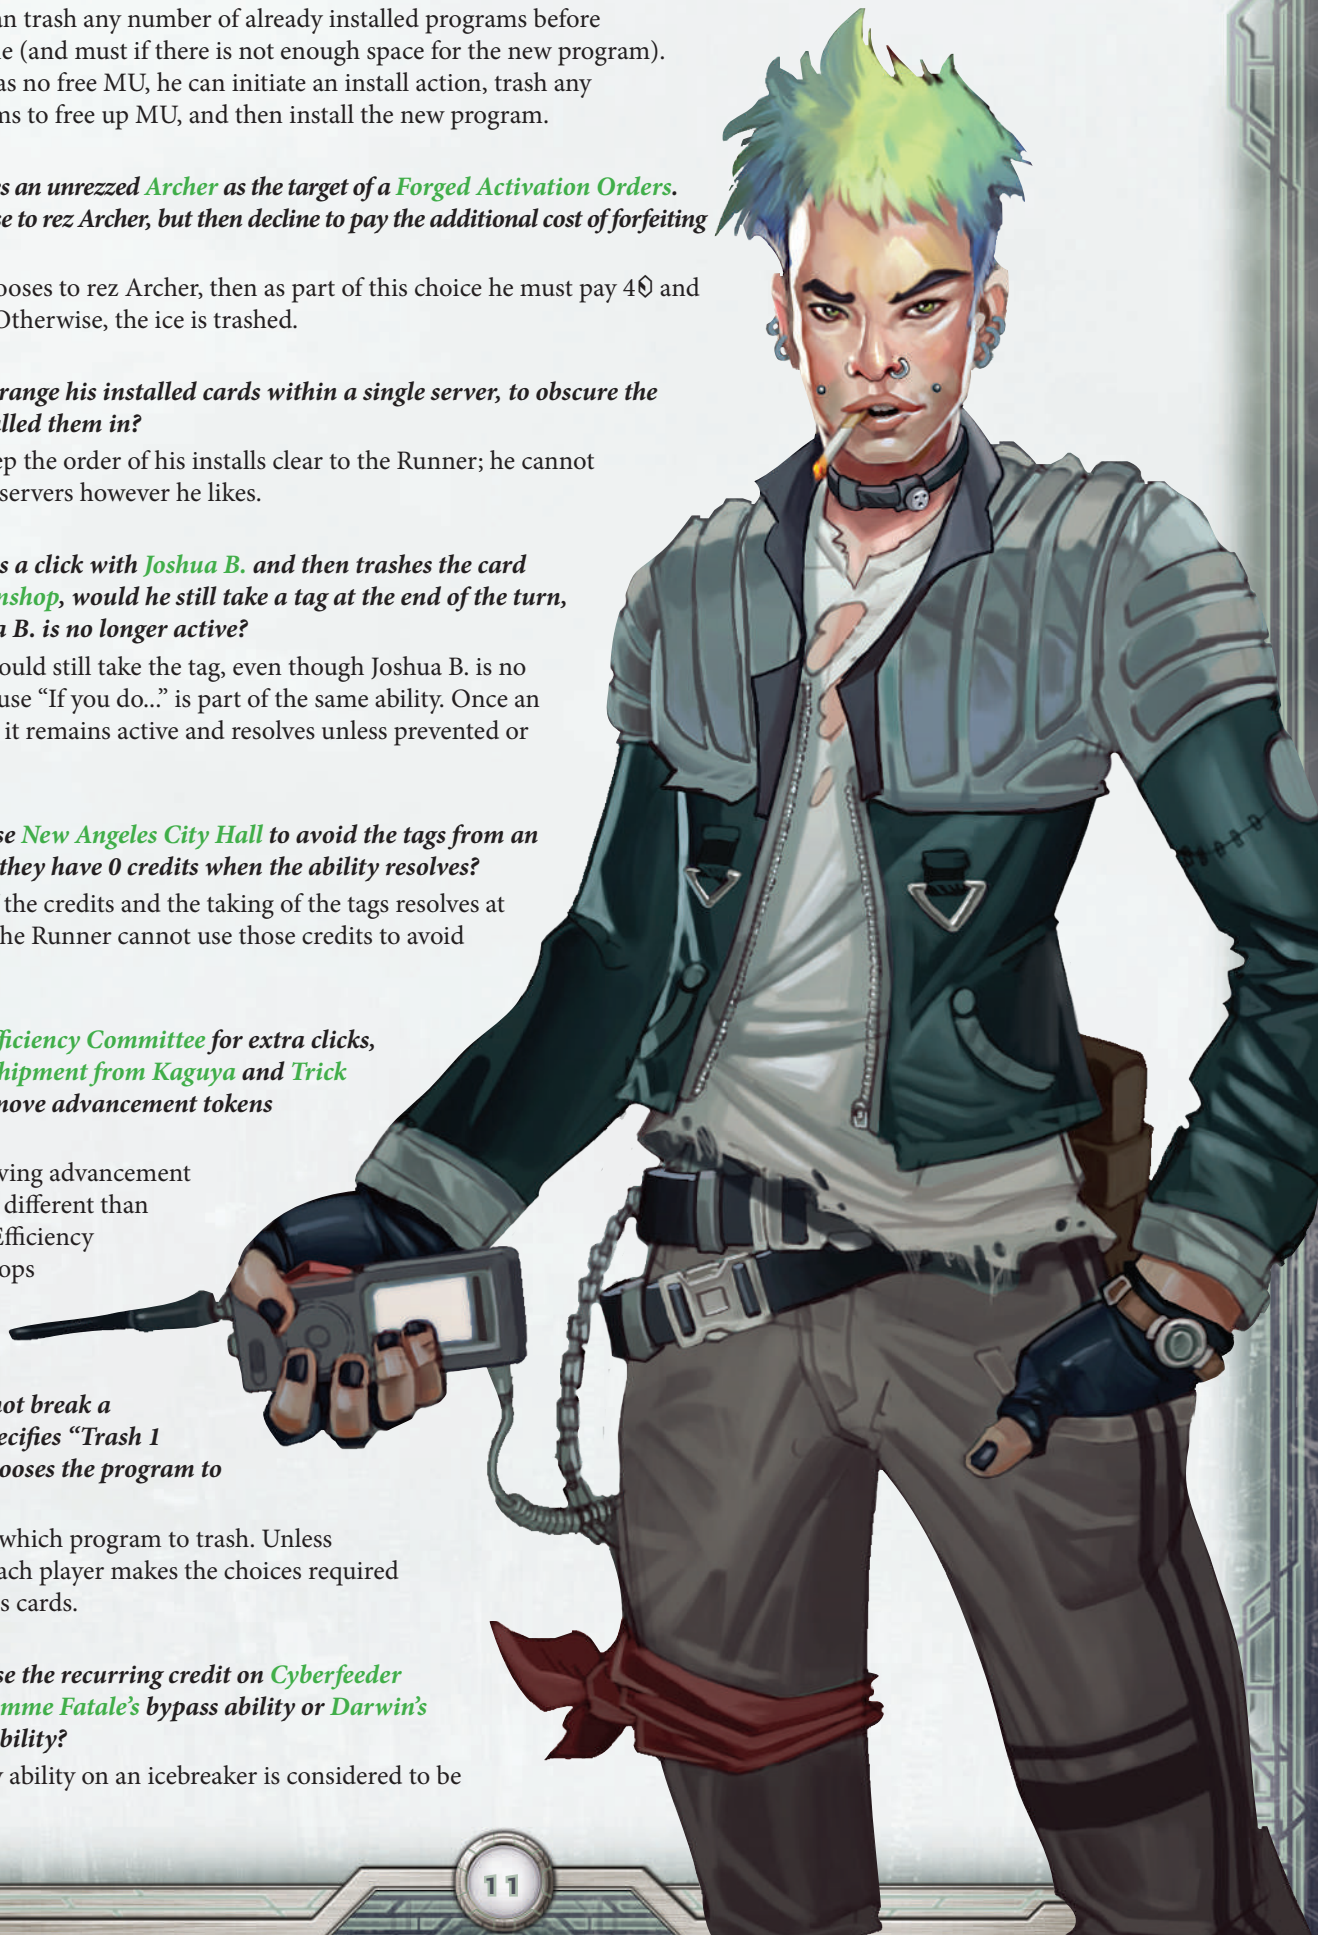 an trash any number of already installed programs before
e (and must if there is not enough space for the new program).
as no free MU, he can initiate an install action, trash any
ms to free up MU, and then install the new program.
s an unrezzed Archer as the target of a Forged Activation Orders.
se to rez Archer, but then decline to pay the additional cost of forfeiting
ooses to rez Archer, then as part of this choice he must pay 4 and
Otherwise, the ice is trashed.
range his installed cards within a single server, to obscure the
lled them in?
ep the order of his installs clear to the Runner; he cannot
servers however he likes.
s a click with Joshua B. and then trashes the card
nshop, would he still take a tag at the end of the turn,
a B. is no longer active?
ould still take the tag, even though Joshua B. is no
use “If you do...” is part of the same ability. Once an
it remains active and resolves unless prevented or
se New Angeles City Hall to avoid the tags from an
they have 0 credits when the ability resolves?
the credits and the taking of the tags resolves at
he Runner cannot use those credits to avoid
fficiency Committee for extra clicks,
hipment from Kaguya and Trick
move advancement tokens
ving advancement
different than
Efficiency
ops
not break a
ecifies “Trash 1
ooses the program to
which program to trash. Unless
ach player makes the choices required
s cards.
se the recurring credit on Cyberfeeder
mme Fatale’s bypass ability or Darwin’s
bility?
y ability on an icebreaker is considered to be
11